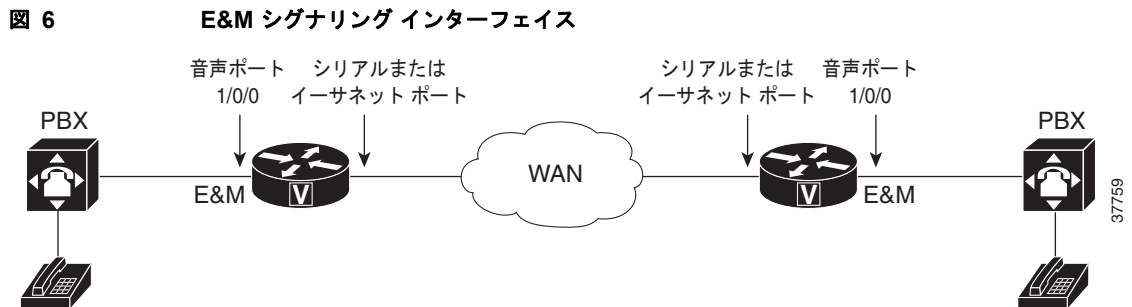 図 6 E&M シグナリング インターフェイス
音声ポート
1/0/0
シリアルまたは
イーサネット ポート
シリアルまたは
イーサネット ポート
音声ポート
1/0/0
PBX
E&M
V
WAN
V
E&M
PBX
37759